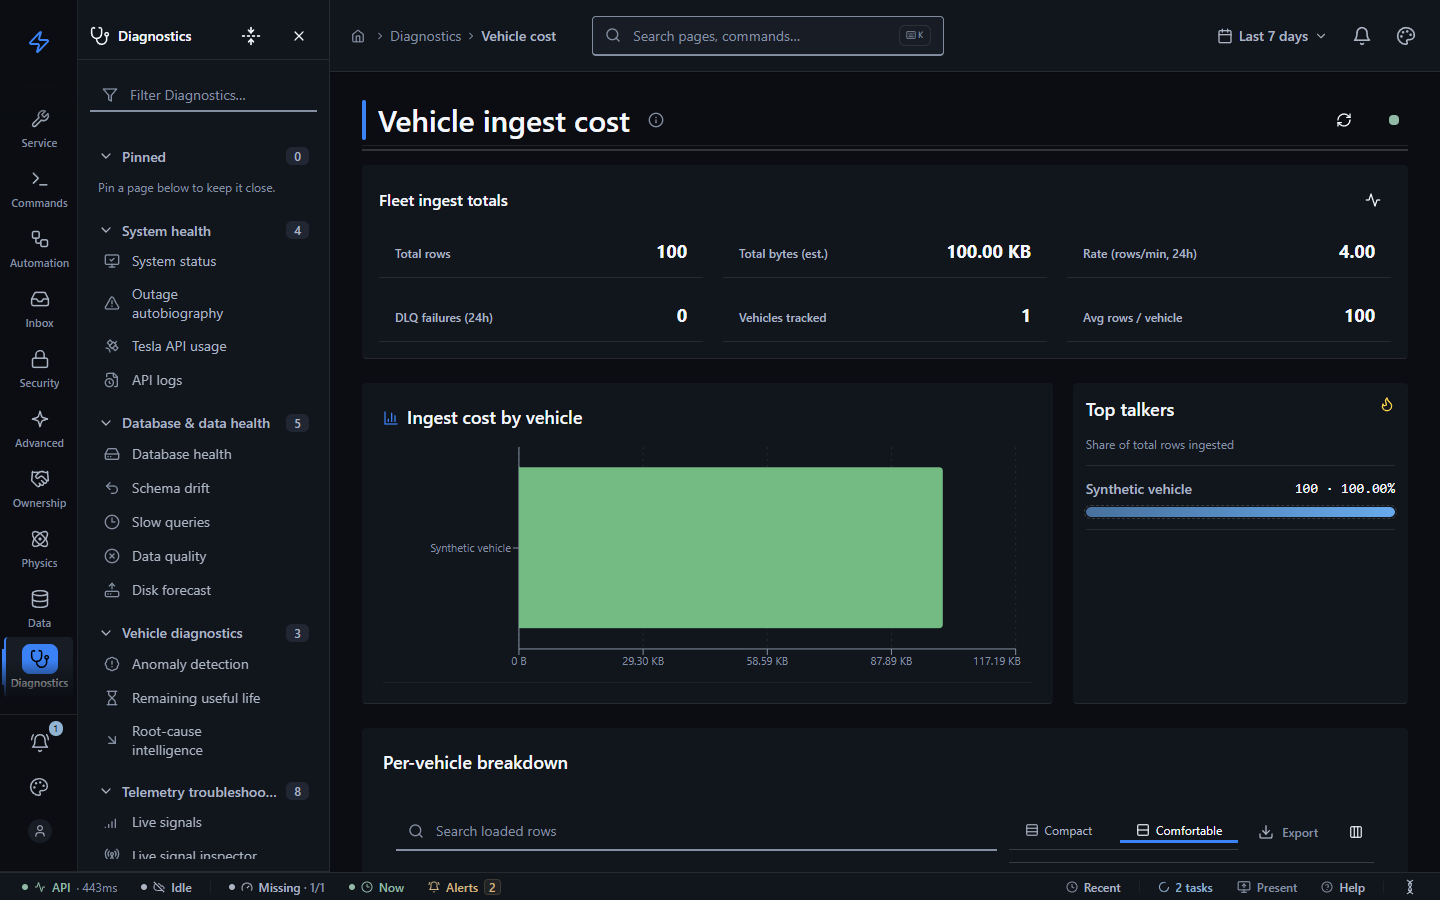 Diagnostics
Diagnostics
Vehicle cost
Search pages, commands...
K
Last 7 days
Filter Diagnostics...
Service
Commands
Automation
Inbox
Security
Advanced
Ownership
Physics
Data
Diagnostics
1
Pinned
0
Pin a page below to keep it close.
System health
4
System status
Outage
autobiography
Tesla API usage
API logs
Database & data health
5
Database health
Schema drift
Slow queries
Data quality
Disk forecast
Vehicle diagnostics
3
Anomaly detection
Remaining useful life
Root-cause
intelligence
Telemetry troubleshoo...
8
Live signals
Live signal inspector
Vehicle ingest cost
Fleet ingest totals
Total rows
100
Total bytes (est.)
100.00 KB
Rate (rows/min, 24h)
4.00
DLQ failures (24h)
0
Vehicles tracked
1
Avg rows / vehicle
100
Ingest cost by vehicle
Synthetic vehicle
0 B
29.30 KB
58.59 KB
87.89 KB
117.19 KB
Top talkers
Share of total rows ingested
Synthetic vehicle
100 · 100.00%
Per-vehicle breakdown
Search loaded rows
Compact
Comfortable
Export
API · 443ms
Idle
Missing · 1/1
Now
Alerts 2
Recent
2 tasks
Present
Help